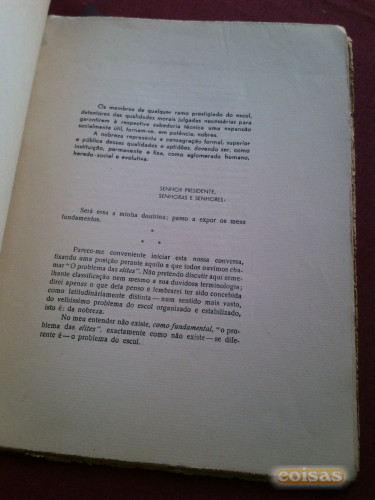 Os membros de qualquer ramo prestigiado do escol,
detentores das qualidades morais julgadas necessárias para
garantirem à respectiva sabedoria técnica uma expansão
socialmente útil, tornam-se, em potência, nobres.
A nobreza representa a consagração formal, superior
e pública dessas qualidades e aptidões, devendo ser, como
instituição, permanente e fixa, como aglomerado humano,
heredo-social e evolutiva.
SENHOR PRESIDENTE,
SENHORAS E SENHORES:
Será essa a minha doutrina; passo a expor os meus
fundamentos.
*
* *
Parece-me conveniente iniciar esta nossa conversa,
fixando uma posição perante aquilo a que todos ouvimos cha-
mar "O problema das elites". Não pretendo discutir aqui seme-
lhante classificação nem mesmo a sua duvidosa terminologia;
direi apenas o que dela penso e lembrarei ter sido concebida
como latitudinàriamente distinta — num sentido mais vasto,
do velhíssimo problema do escol organizado e estabilizado,
isto é: da nobreza.
No meu entender não existe, como fundamental, "o pro-
blema das elites", exactamente como não existe — se dife-
rente é — o problema do escol.
coisas